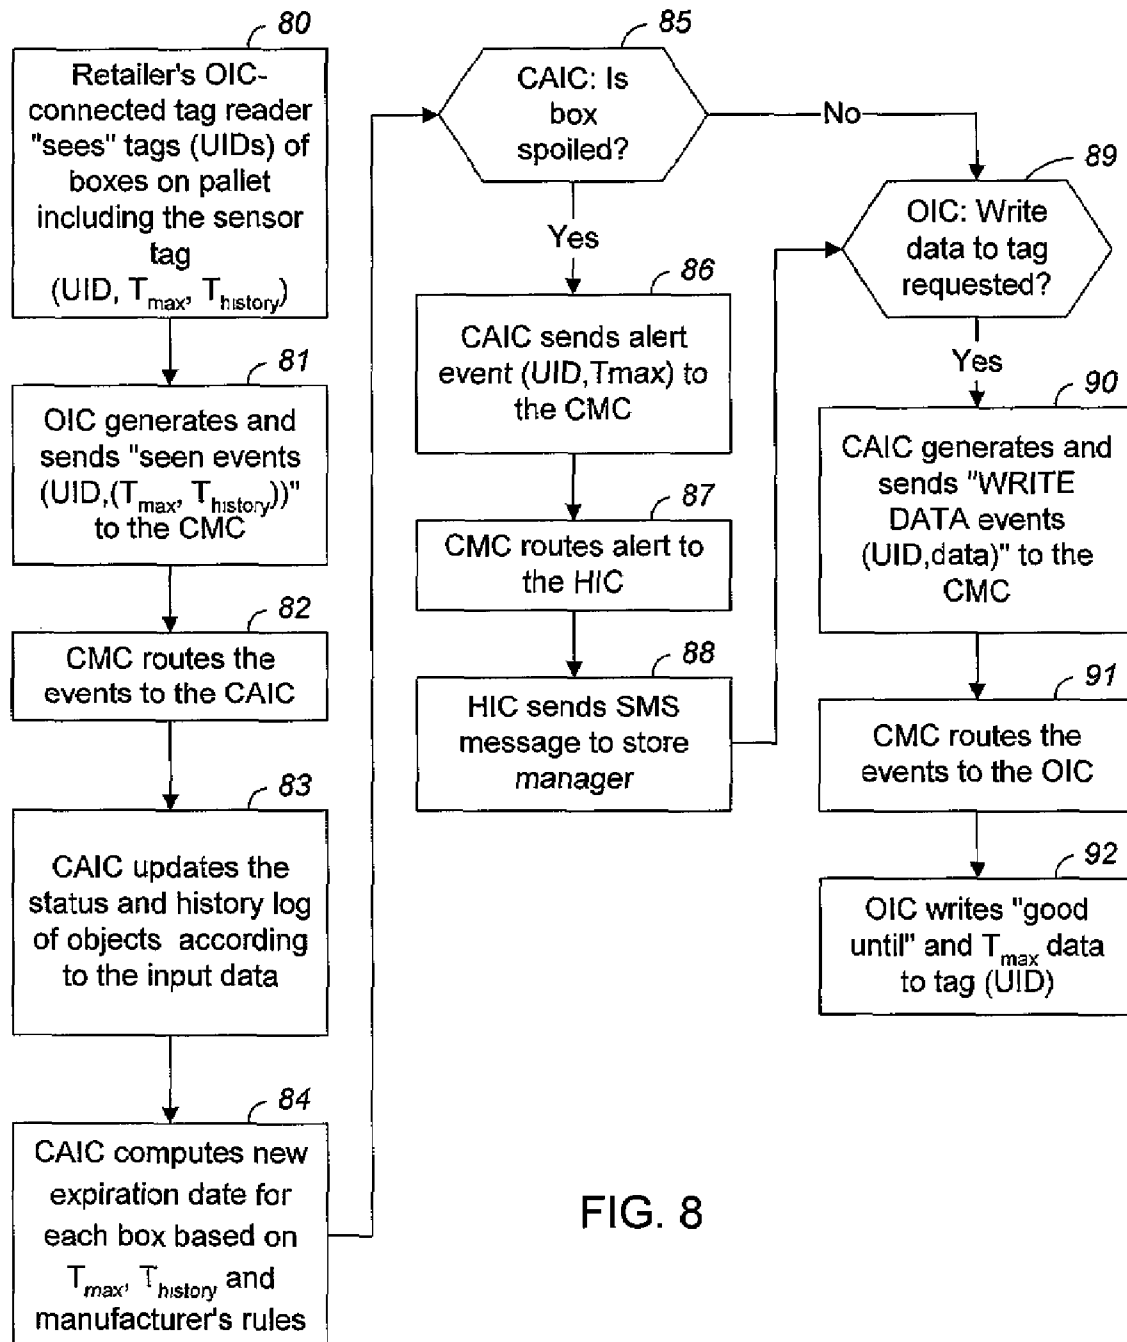 80
Retailer's OIC-
connected tag reader
"sees" tags (UIDs) of
boxes on pallet
including the sensor
tag
(UID, Tmax, Thistory)
81
OIC generates and
sends "seen events
(UID,(Tmax, Thistory))"
to the CMC
82
CMC routes the
events to the CAIC
83
CAIC updates the
status and history log
of objects according
to the input data
84
CAIC computes new
expiration date for
each box based on
Tmax, Thistory and
manufacturer's rules
85
CAIC: Is
box
spoiled?
No
Yes
86
CAIC sends alert
event (UID,Tmax) to
the CMC
87
CMC routes alert to
the HIC
88
HIC sends SMS
message to store
manager
89
OIC: Write
data to tag
requested?
Yes
90
CAIC generates and
sends "WRITE
DATA events
(UID,data)" to the
CMC
91
CMC routes the
events to the OIC
92
OIC writes "good
until" and Tmax data
to tag (UID)
FIG. 8